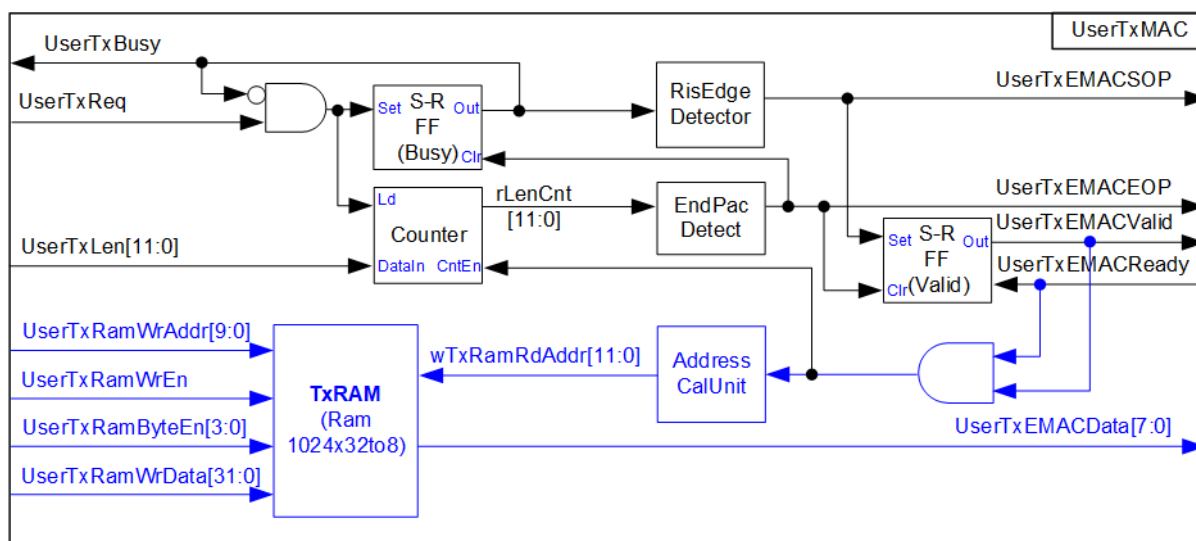 UserTxMAC
UserTxBusy
UserTxReq
Set S-R Out
FF
(Busy) Clr
RisEdge
Detector
UserTxEMACSOP
Ld
Counter
DataIn CntEn
rLenCnt
[11:0]
EndPac
Detect
UserTxEMACEOP
UserTxLen[11:0]
Set S-R Out
FF
Clr (Valid)
UserTxEMACValid
UserTxEMACReady
UserTxRamWrAddr[9:0]
UserTxRamWrEn
UserTxRamByteEn[3:0]
UserTxRamWrData[31:0]
TxRAM
(Ram
1024x32to8)
wTxRamRdAddr[11:0]
Address
CalUnit
UserTxEMACData[7:0]